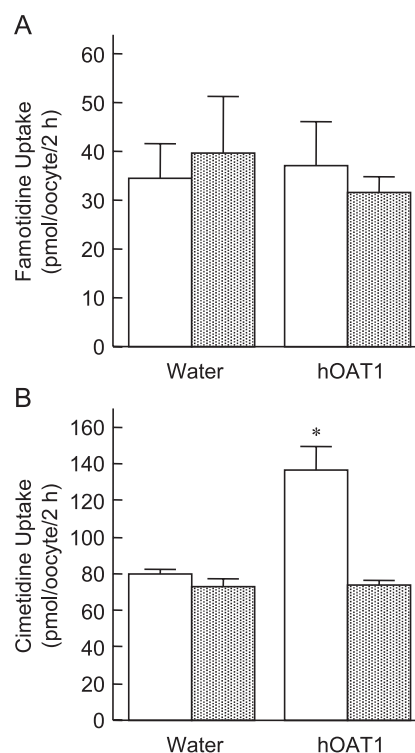 A
Famotidine Uptake
(pmol/oocyte/2 h)
60
50
40
30
20
10
0
Water hOAT1
B
Cimetidine Uptake
(pmol/oocyte/2 h)
160
140
120
100
80
60
40
20
0
*
Water hOAT1